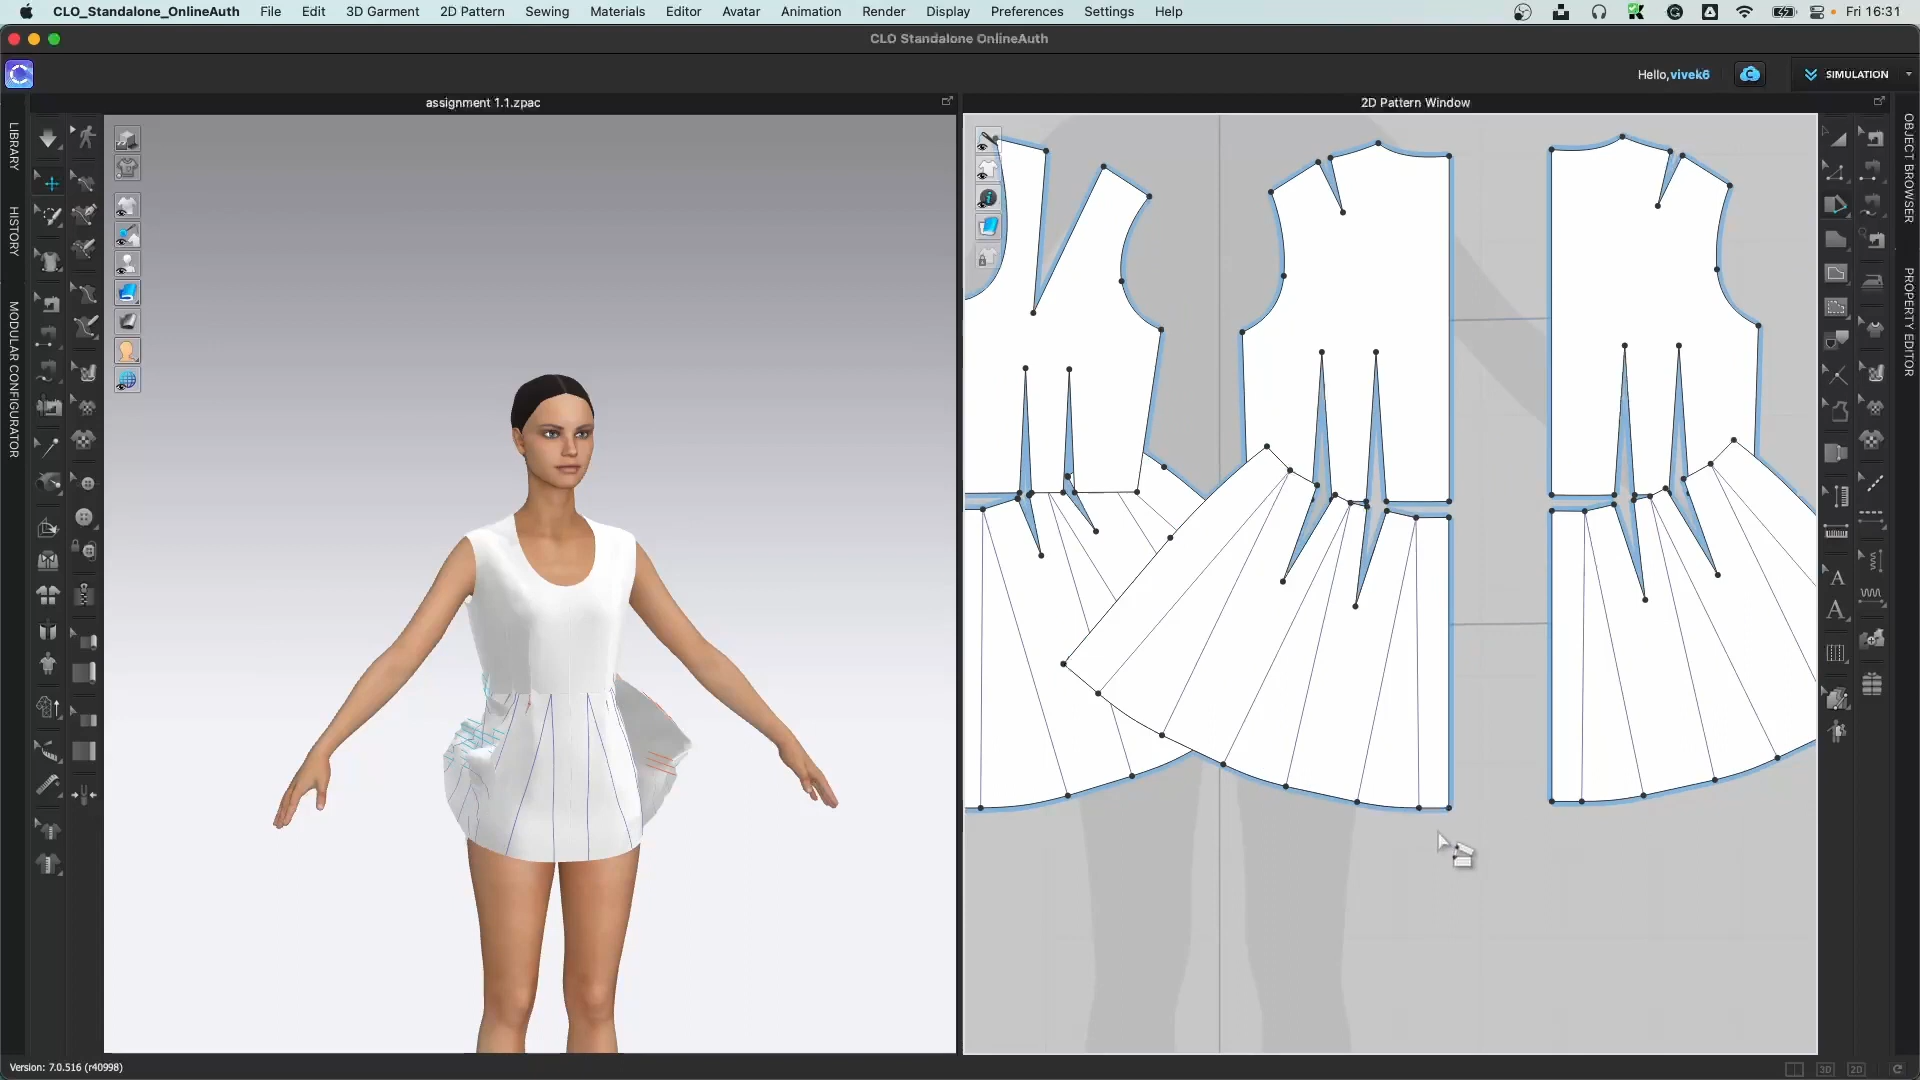 CLO_Standalone_OnlineAuth File Edit 3D Garment 2D Pattern Sewing Materials Editor Avatar Animation Render Display Preferences Settings Help Fri 16:31
CLO Standalone OnlineAuth
Hello,vivek6 SIMULATION
assignment 1.1.zpac
2D Pattern Window
LIBRARY
HISTORY
MODULAR CONFIGURATOR
OBJECT BROWSER
PROPERTY EDITOR
A
A
Version: 7.0.516 (r40998)
3D 2D